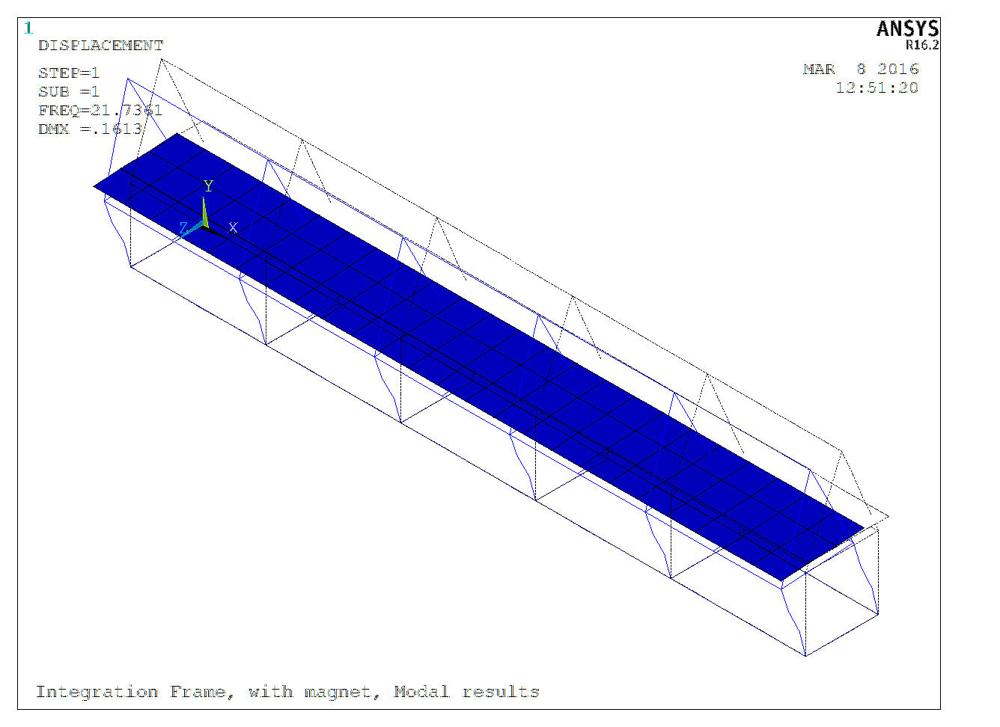 1
ANSYS
R16.2
DISPLACEMENT
STEP=1
SUB =1
FREQ=21.7361
DMX =.1613
MAR 8 2016
12:51:20
Y
Z
X
Integration Frame, with magnet, Modal results